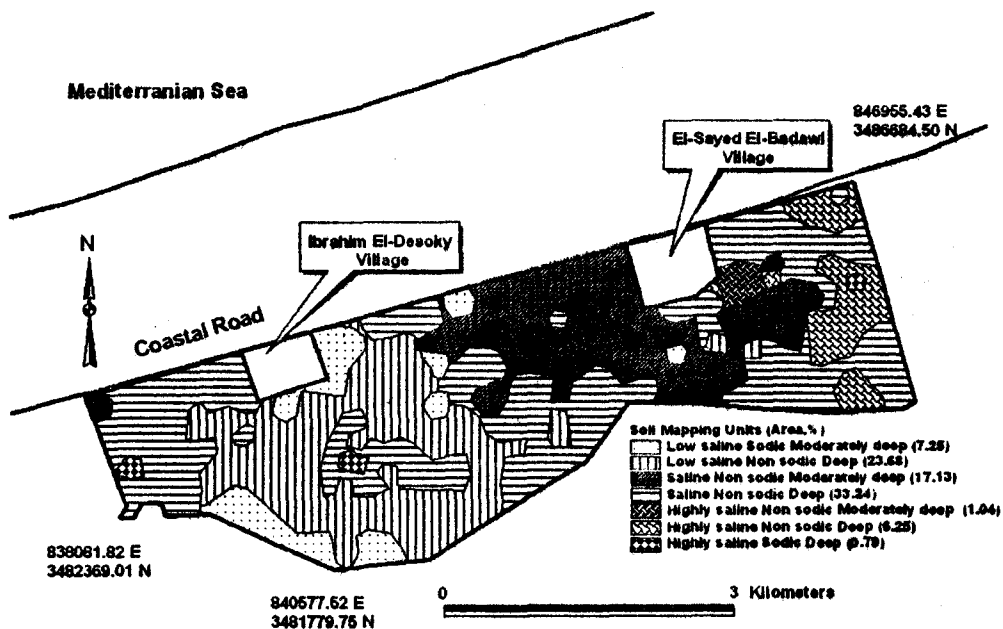 Mediterranian Sea
846955.43 E
3486684.50 N
El-Sayed El-Badawi
Village
Ibrahim El-Desoky
Village
N
Coastal Road
Soil Mapping Units (Area,%)
Low saline Sodic Moderately deep (7.25)
Low saline Non sodic Deep (23.68)
Saline Non sodic Moderately deep (17.13)
Saline Non sodic Deep (33.24)
Highly saline Non sodic Moderately deep (1.04)
Highly saline Non sodic Deep (6.25)
Highly saline Sodic Deep (0.79)
838081.82 E
3482369.01 N
840577.52 E
3481779.75 N
0 3 Kilometers